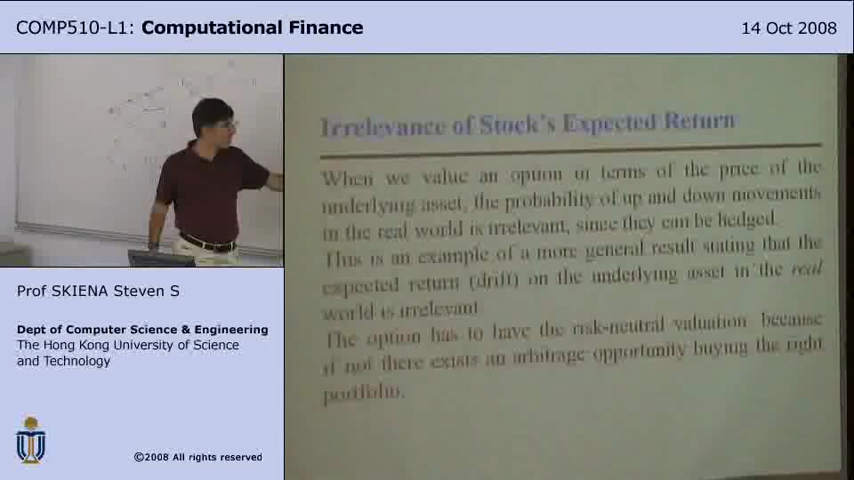 COMP510-L1: Computational Finance
14 Oct 2008
Irrelevance of Stock's Expected Return
When we value an option in terms of the price of the
underlying asset, the probability of up and down movements
in the real world is irrelevant, since they can be hedged.
This is an example of a more general result stating that the
expected return (drift) on the underlying asset in the real
world is irrelevant.
The option has to have the risk-neutral valuation because
if not there exists an arbitrage opportunity buying the right
portfolio.
Prof SKIENA Steven S
Dept of Computer Science & Engineering
The Hong Kong University of Science
and Technology
©2008 All rights reserved